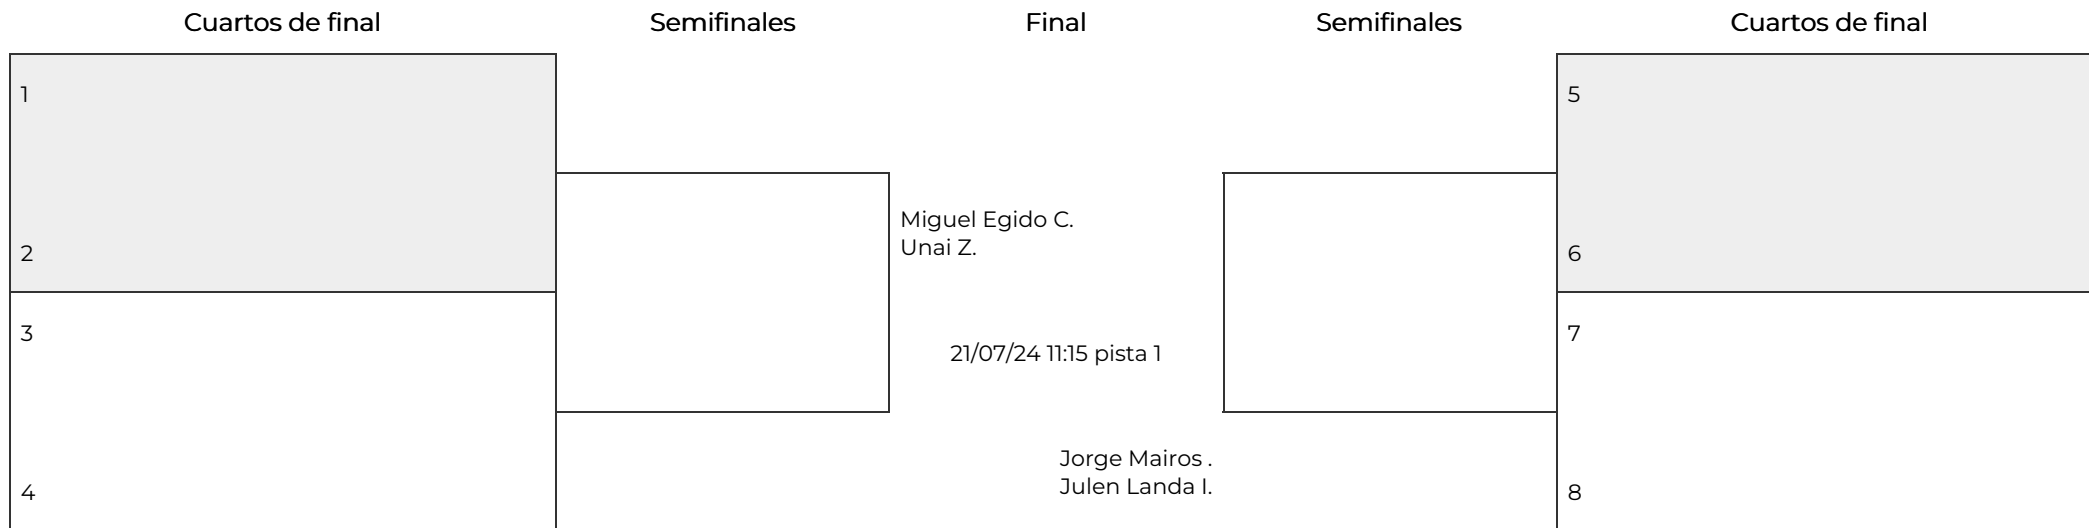 Cuartos de final
Semifinales
Final
Semifinales
Cuartos de final
1
5
Miguel Egido C.
Unai Z.
2
6
3
7
21/07/24 11:15 pista 1
Jorge Mairos .
Julen Landa I.
4
8